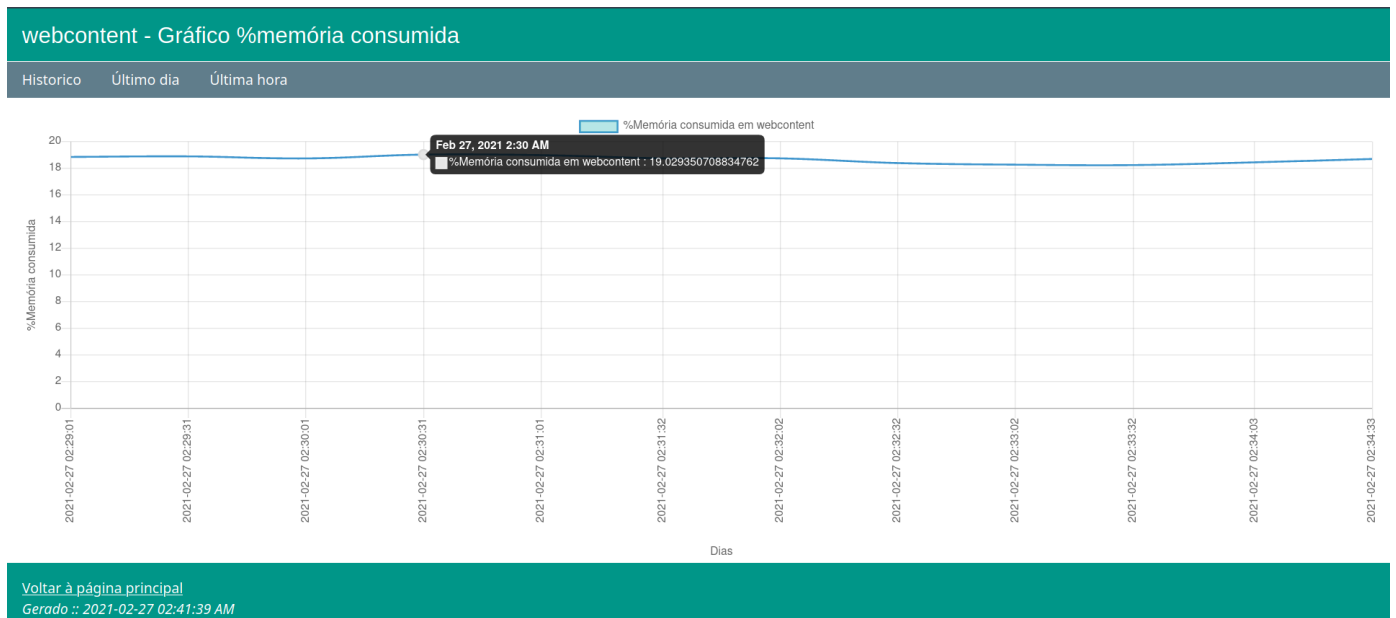 webcontent - Gráfico %memória consumida
Historico Último dia Última hora
%Memória consumida em webcontent
Feb 27, 2021 2:30 AM
%Memória consumida em webcontent : 19.029350708834762
20
18
16
14
12
10
8
6
4
2
0
%Memória consumida
2021-02-27 02:29:01
2021-02-27 02:29:31
2021-02-27 02:30:01
2021-02-27 02:30:31
2021-02-27 02:31:01
2021-02-27 02:31:32
2021-02-27 02:32:02
2021-02-27 02:32:32
2021-02-27 02:33:02
2021-02-27 02:33:32
2021-02-27 02:34:03
2021-02-27 02:34:33
Dias
Voltar à página principal
Gerado :: 2021-02-27 02:41:39 AM